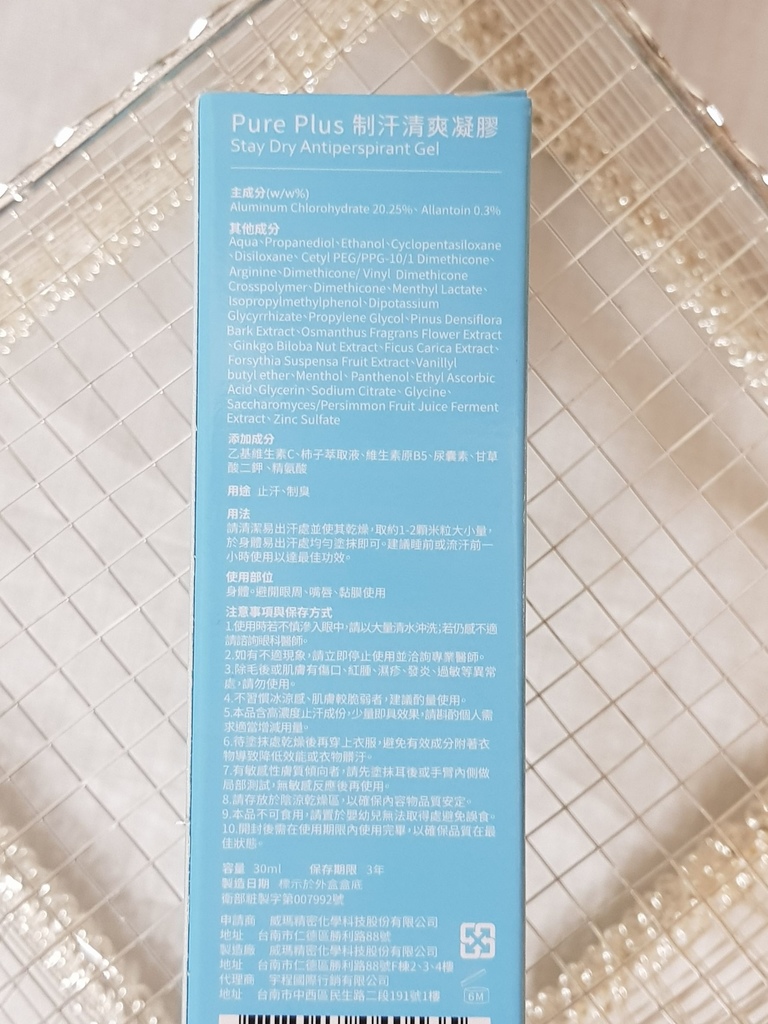 Pure Plus 制汗清爽凝膠
Stay Dry Antiperspirant Gel
主成分(w/w%)
Aluminum Chlorohydrate 20.25%、Allantoin 0.3%
其他成分
Aqua、Propanediol、Ethanol、Cyclopentasiloxane
、Disiloxane、Cetyl PEG/PPG-10/1 Dimethicone、
Arginine、Dimethicone/ Vinyl Dimethicone
Crosspolymer、Dimethicone、Menthyl Lactate、
Isopropylmethylphenol、Dipotassium
Glycyrrhizate、Propylene Glycol、Pinus Densiflora
Bark Extract、Osmanthus Fragrans Flower Extract
、Ginkgo Biloba Nut Extract、Ficus Carica Extract、
Forsythia Suspensa Fruit Extract、Vanillyl
butyl ether、Menthol、Panthenol、Ethyl Ascorbic
Acid、Glycerin、Sodium Citrate、Glycine、
Saccharomyces/Persimmon Fruit Juice Ferment
Extract、Zinc Sulfate
添加成分
乙基維生素C、柿子萃取液、維生素原B5、尿囊素、甘草
酸二鉀、精氨酸
用途 止汗、制臭
用法
請清潔易出汗處並使其乾燥，取約1-2顆米粒大小量，
於身體易出汗處均勻塗抹即可。建議睡前或流汗前一
小時使用以達最佳功效。
使用部位
身體。避開眼周、嘴唇、黏膜使用
注意事項與保存方式
1.使用時若不慎滲入眼中，請以大量清水沖洗；若仍感不適
請諮詢眼科醫師。
2.如有不適現象，請立即停止使用並洽詢專業醫師。
3.除毛後或肌膚有傷口、紅腫、濕疹、發炎、過敏等異常
處，請勿使用。
4.不習慣冰涼感、肌膚較脆弱者，建議酌量使用。
5.本品含高濃度止汗成份，少量即具效果，請斟酌個人需
求適當增減用量。
6.待塗抹處乾燥後再穿上衣服，避免有效成分附著衣
物導致降低效能或衣物髒汙。
7.有敏感性膚質傾向者，請先塗抹耳後或手臂內側做
局部測試，無敏感反應後再使用。
8.請存放於陰涼乾燥區，以確保內容物品質安定。
9.本品不可食用，請置於嬰幼兒無法取得處避免誤食。
10.開封後需在使用期限內使用完畢，以確保品質在最
佳狀態。
容量 30ml 保存期限 3年
製造日期 標示於外盒盒底
衛部粧製字第007992號
申請商 威瑪精密化學科技股份有限公司
地址 台南市仁德區勝利路88號
製造廠 威瑪精密化學科技股份有限公司
地址 台南市仁德區勝利路88號F棟2、3、4樓
代理商 宇程國際行銷有限公司
地址 台南市中西區民生路二段191號1樓
6M